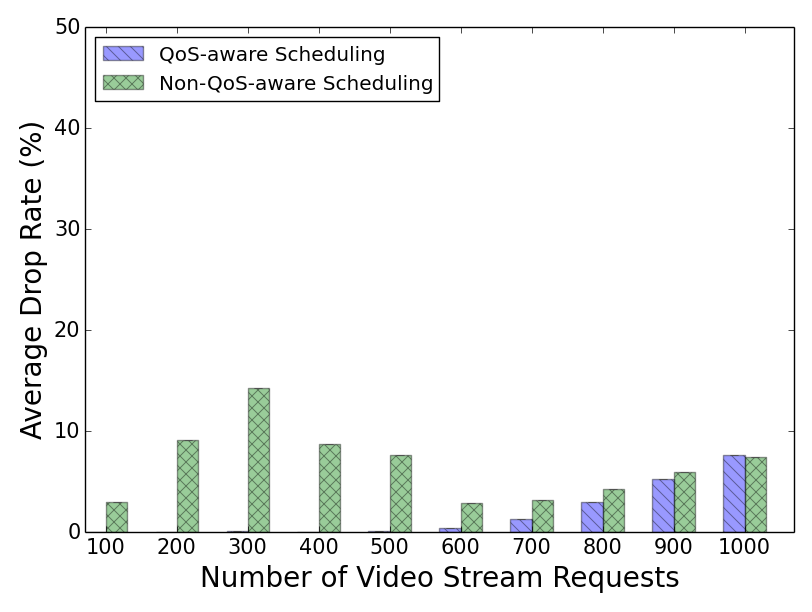 50
40
30
20
10
0
Average Drop Rate (%)
QoS-aware Scheduling
Non-QoS-aware Scheduling
100 200 300 400 500 600 700 800 900 1000
Number of Video Stream Requests